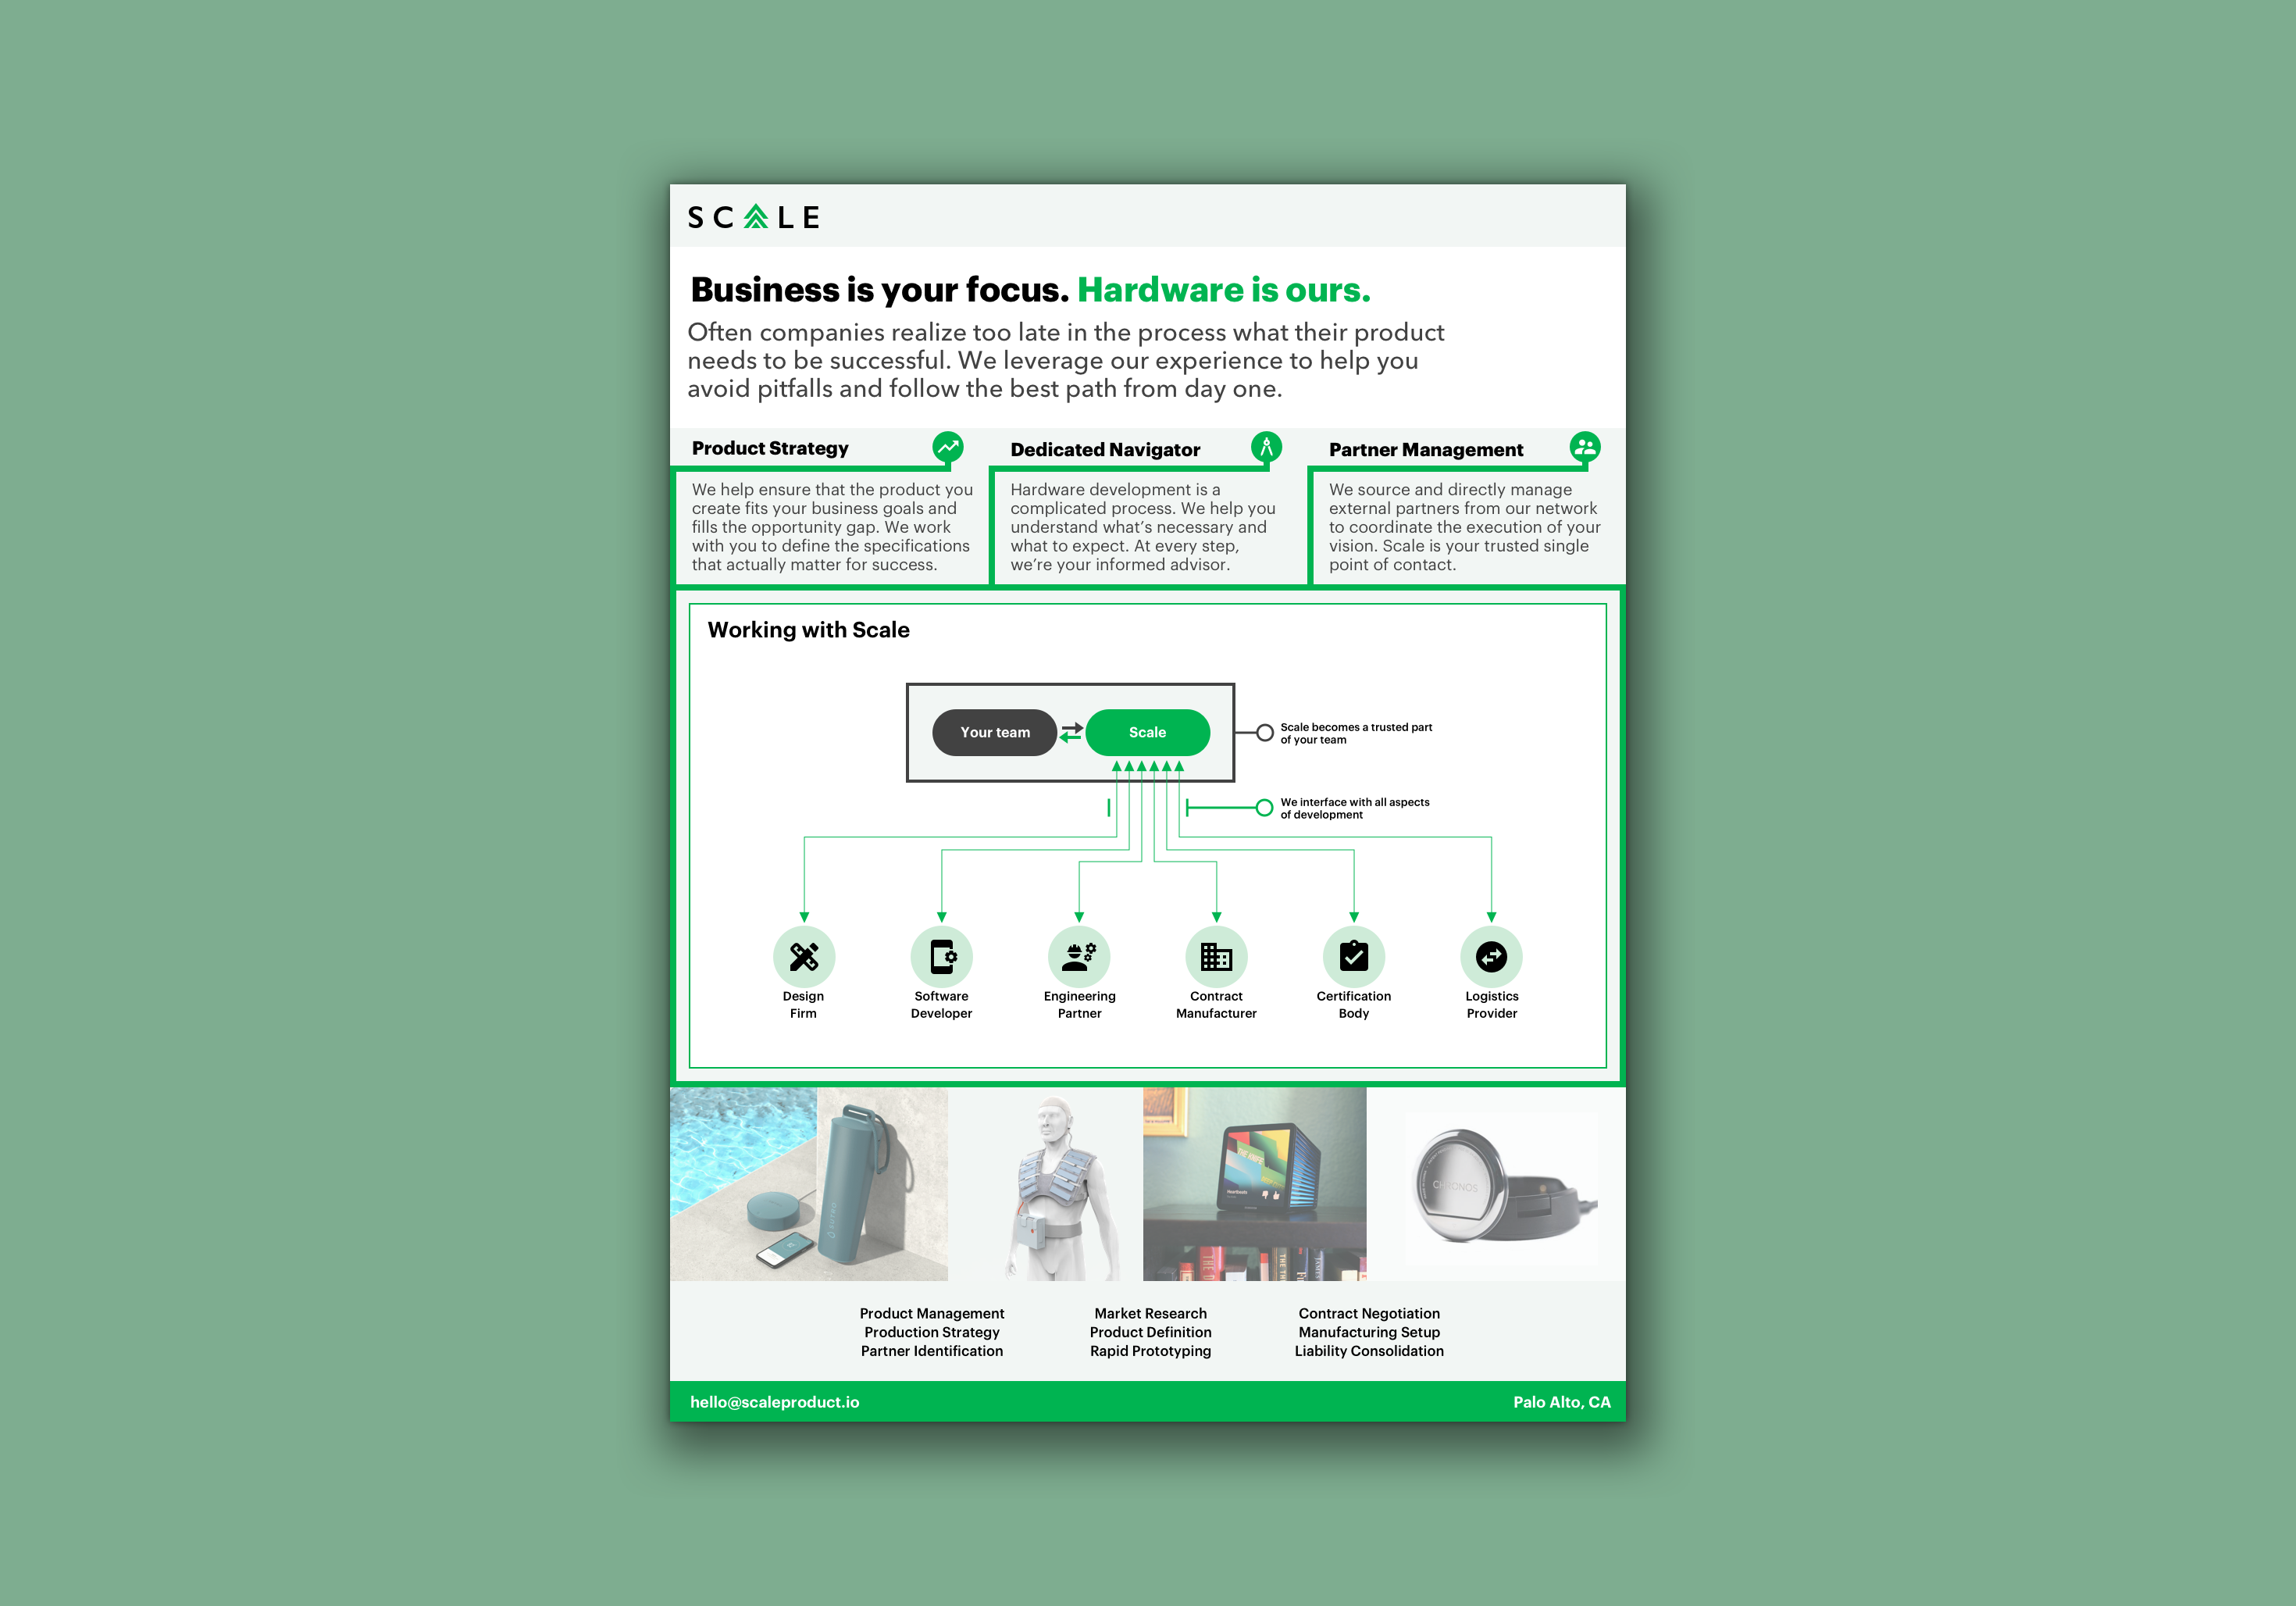 SCALE
Business is your focus. Hardware is ours.
Often companies realize too late in the process what their product
needs to be successful. We leverage our experience to help you
avoid pitfalls and follow the best path from day one.
Product Strategy
We help ensure that the product you
create fits your business goals and
fills the opportunity gap. We work
with you to define the specifications
that actually matter for success.
Dedicated Navigator
Hardware development is a
complicated process. We help you
understand what's necessary and
what to expect. At every step,
we're your informed advisor.
Partner Management
We source and directly manage
external partners from our network
to coordinate the execution of your
vision. Scale is your trusted single
point of contact.
Working with Scale
Your team
Scale
Scale becomes a trusted part
of your team
We interface with all aspects
of development
Design
Firm
Software
Developer
Engineering
Partner
Contract
Manufacturer
Certification
Body
Logistics
Provider
THE KNIFE
Heartbeats
CHRONOS
Product Management
Production Strategy
Partner Identification
Market Research
Product Definition
Rapid Prototyping
Contract Negotiation
Manufacturing Setup
Liability Consolidation
hello@scaleproduct.io
Palo Alto, CA